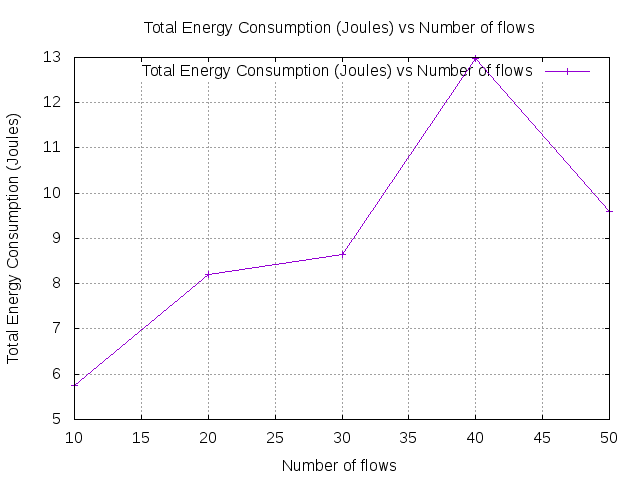 Total Energy Consumption (Joules) vs Number of flows
Total Energy Consumption (Joules) vs Number of flows
Total Energy Consumption (Joules)
13
12
11
10
9
8
7
6
5
10 15 20 25 30 35 40 45 50
Number of flows